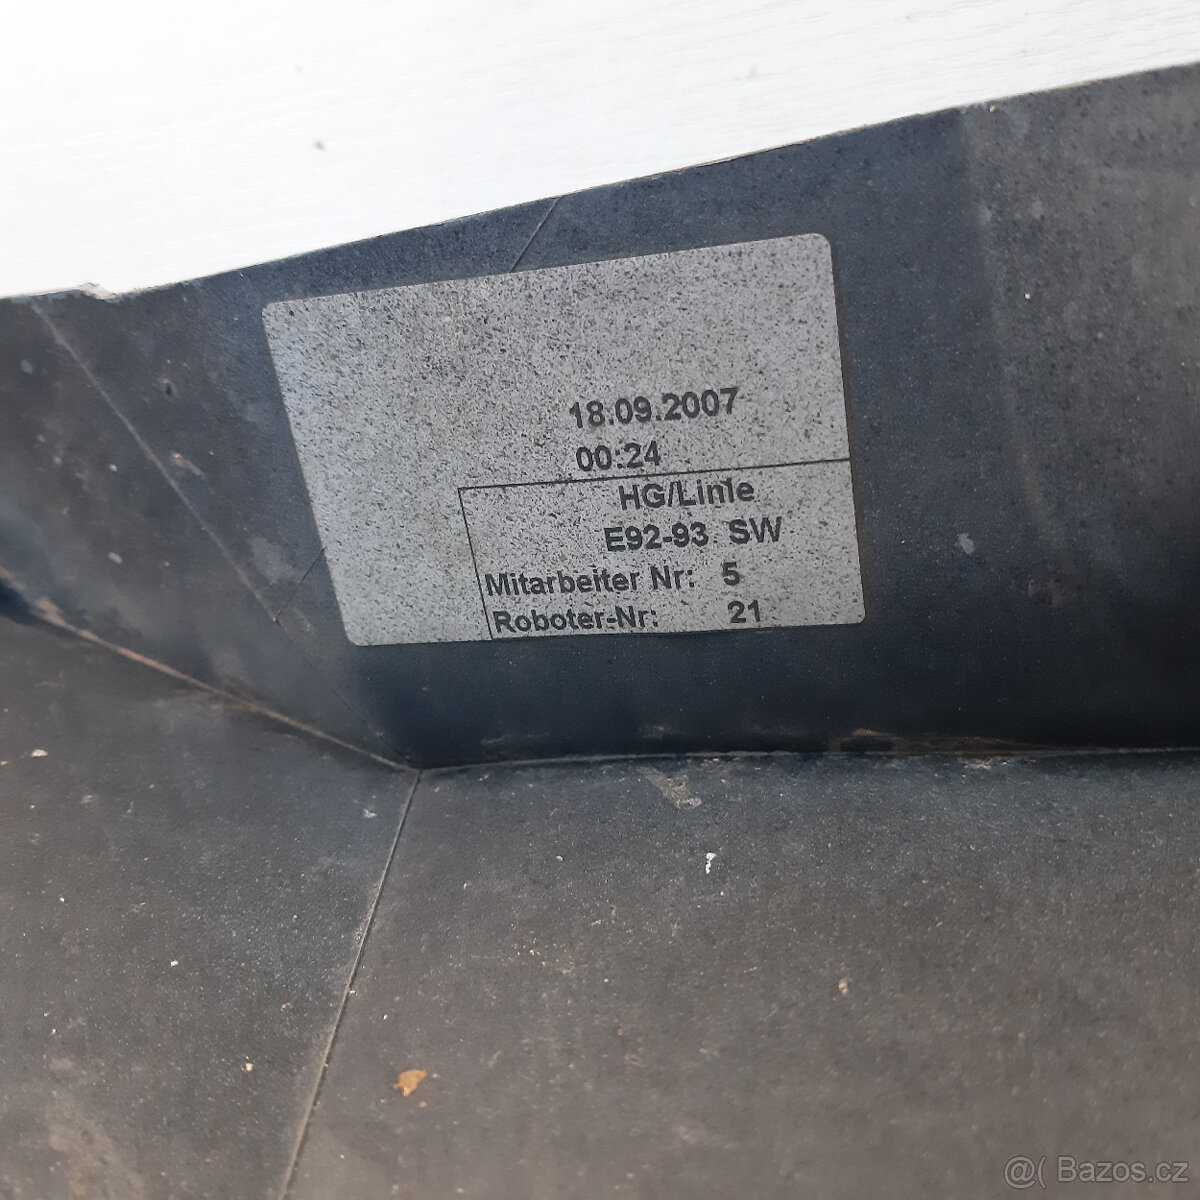 18.09.2007
00:24
HG/Linie
E92-93 SW
Mitarbeiter Nr: 5
Roboter-Nr: 21
@( Bazos.cz